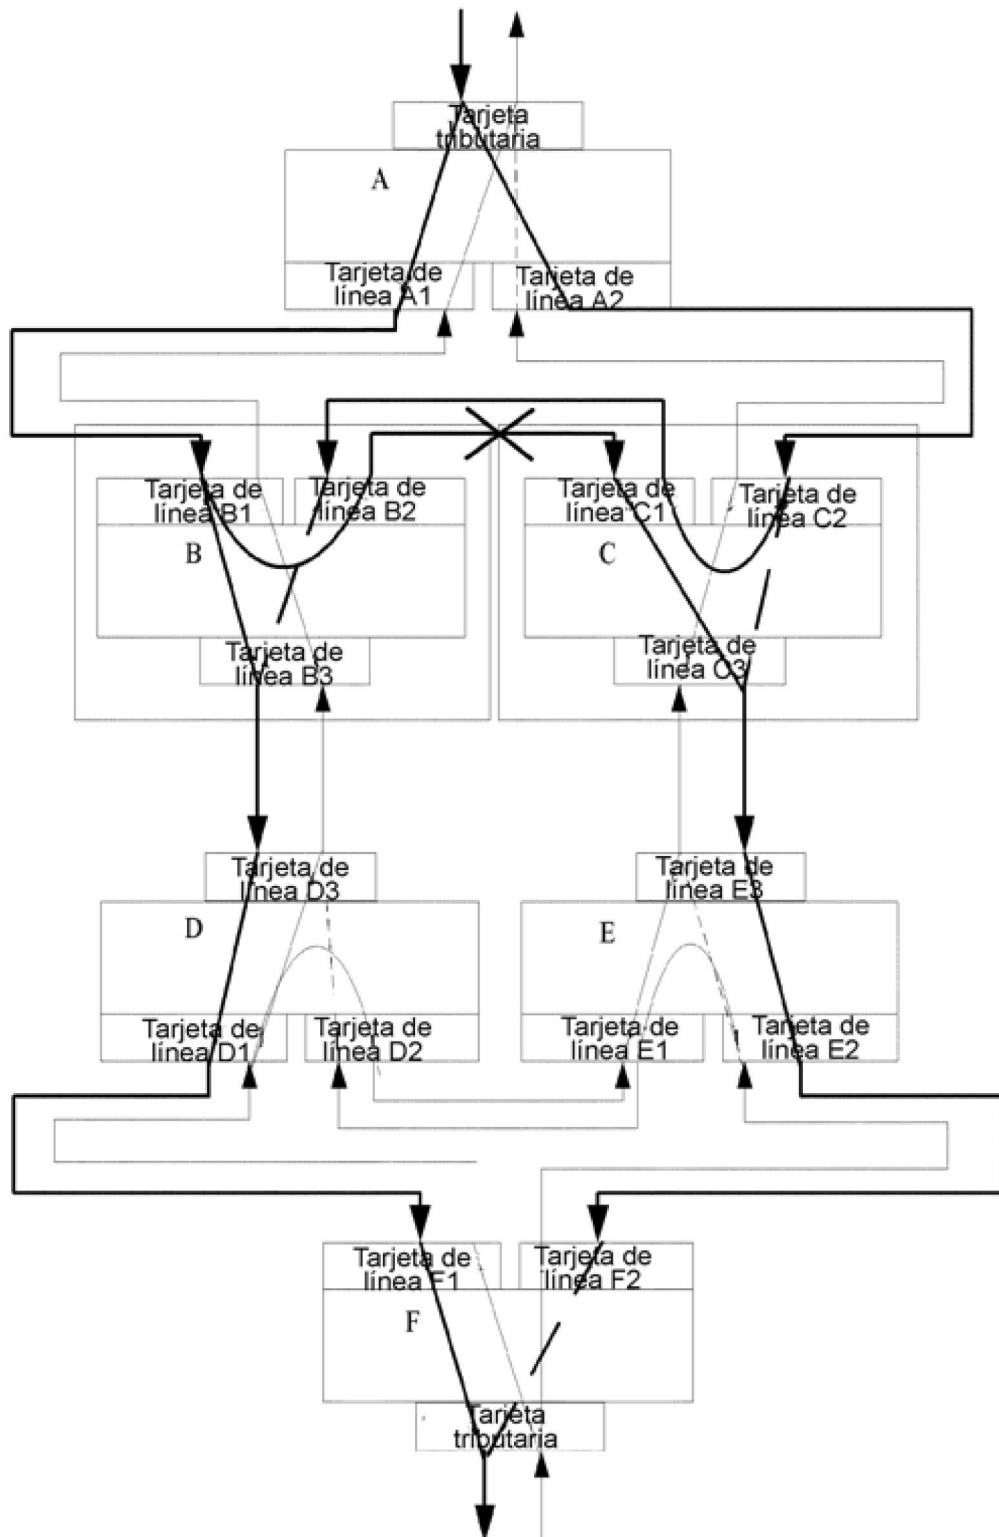 Tarjeta
tributaria
A
Tarjeta de
línea A1
Tarjeta de
línea A2
Tarjeta de
línea B1
Tarjeta de
línea B2
B
Tarjeta de
línea B3
Tarjeta de
línea C1
Tarjeta de
línea C2
C
Tarjeta de
línea C3
Tarjeta de
línea D3
D
Tarjeta de
línea D1
Tarjeta de
línea D2
Tarjeta de
línea E3
E
Tarjeta de
línea E1
Tarjeta de
línea E2
Tarjeta de
línea F1
Tarjeta de
línea F2
F
Tarjeta
tributaria